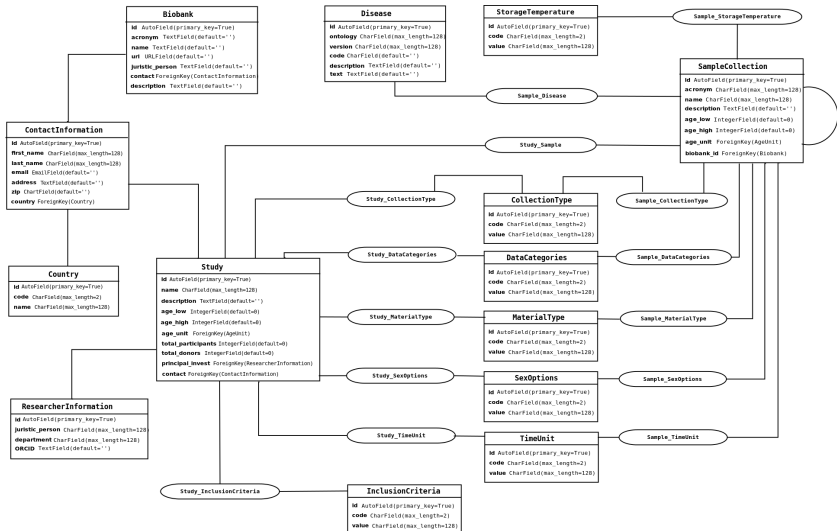 Biobank
id AutoField(primary_key=True)
acronym TextField(default='')
name TextField(default='')
url URLField(default='')
juristic_person TextField(default='')
contact ForeignKey(ContactInformation)
description TextField(default='')
Disease
id AutoField(primary_key=True)
ontology CharField(max_length=128)
version CharField(max_length=128)
code CharField(default='')
description TextField(default='')
text TextField(default='')
StorageTemperature
id AutoField(primary_key=True)
code CharField(max_length=2)
value CharField(max_length=128)
Sample_StorageTemperature
SampleCollection
id AutoField(primary_key=True)
acronym CharField(max_length=128)
name CharField(max_length=128)
description TextField(default='')
age_low IntegerField(default=0)
age_high IntegerField(default=0)
age_unit ForeignKey(AgeUnit)
biobank_id ForeignKey(Biobank)
Sample_Disease
ContactInformation
id AutoField(primary_key=True)
first_name CharField(max_length=128)
last_name CharField(max_length=128)
email EmailField(default='')
address TextField(default='')
zip ChartField(default='')
country ForeignKey(Country)
Study_Sample
Study_CollectionType
CollectionType
id AutoField(primary_key=True)
code CharField(max_length=2)
value CharField(max_length=128)
Sample_CollectionType
Country
id AutoField(primary_key=True)
code CharField(max_length=2)
name CharField(max_length=128)
Study
id AutoField(primary_key=True)
name CharField(max_length=128)
description TextField(default='')
age_low IntegerField(default=0)
age_high IntegerField(default=0)
age_unit ForeignKey(AgeUnit)
total_participants IntegerField(default=0)
total_donors IntegerField(default=0)
principal_invest ForeignKey(ResearcherInformation)
contact ForeignKey(ContactInformation)
Study_DataCategories
DataCategories
id AutoField(primary_key=True)
code CharField(max_length=2)
value CharField(max_length=128)
Sample_DataCategories
Study_MaterialType
MaterialType
id AutoField(primary_key=True)
code CharField(max_length=2)
value CharField(max_length=128)
Sample_MaterialType
Study_SexOptions
SexOptions
id AutoField(primary_key=True)
code CharField(max_length=2)
value CharField(max_length=128)
Sample_SexOptions
ResearcherInformation
id AutoField(primary_key=True)
juristic_person CharField(max_length=128)
department CharField(max_length=128)
ORCID TextField(default='')
Study_TimeUnit
TimeUnit
id AutoField(primary_key=True)
code CharField(max_length=2)
value CharField(max_length=128)
Sample_TimeUnit
Study_InclusionCriteria
InclusionCriteria
id AutoField(primary_key=True)
code CharField(max_length=2)
value CharField(max_length=128)